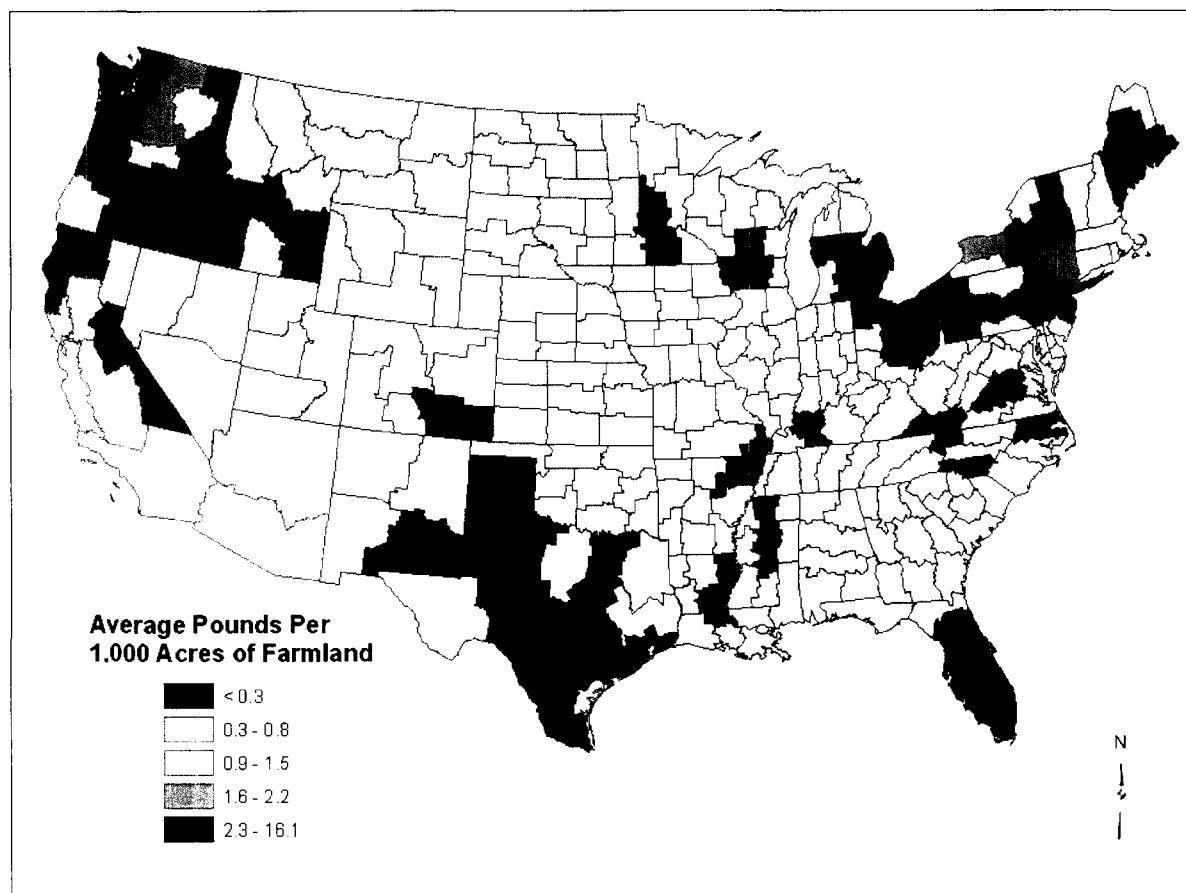 Average Pounds Per
1.000 Acres of Farmland
< 0.3
0.3 - 0.8
0.9 - 1.5
1.6 - 2.2
2.3 - 16.1
N